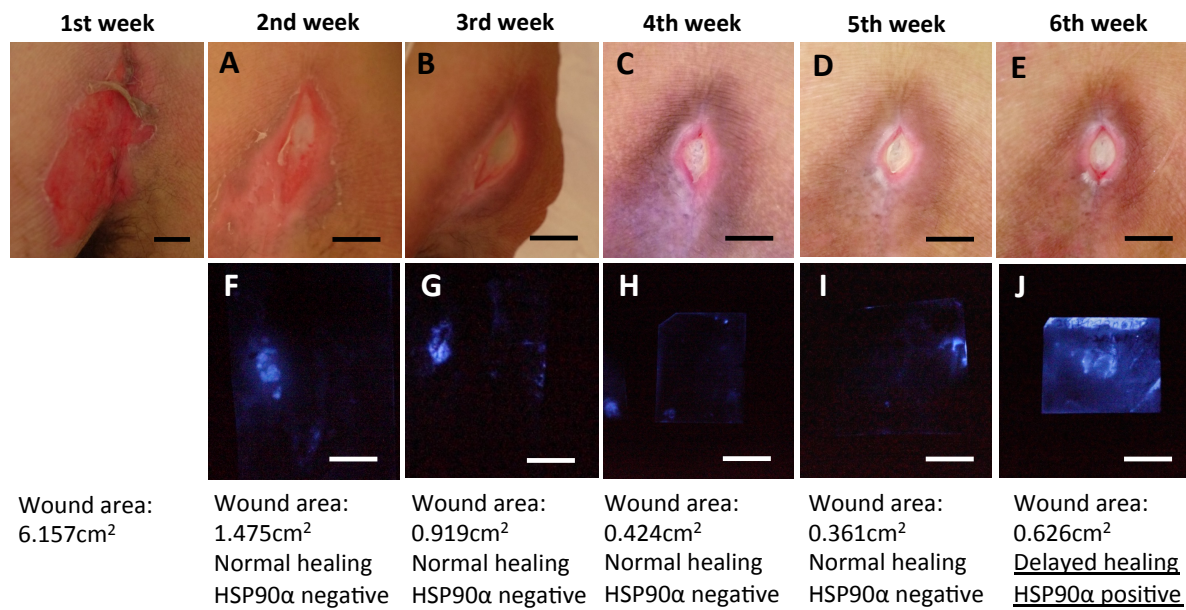 1st week
2nd week
3rd week
4th week
5th week
6th week
A
B
C
D
E
F
G
H
I
J
Wound area:
6.157cm²
Wound area:
1.475cm²
Normal healing
HSP90α negative
Wound area:
0.919cm²
Normal healing
HSP90α negative
Wound area:
0.424cm²
Normal healing
HSP90α negative
Wound area:
0.361cm²
Normal healing
HSP90α negative
Wound area:
0.626cm²
Delayed healing
HSP90α positive